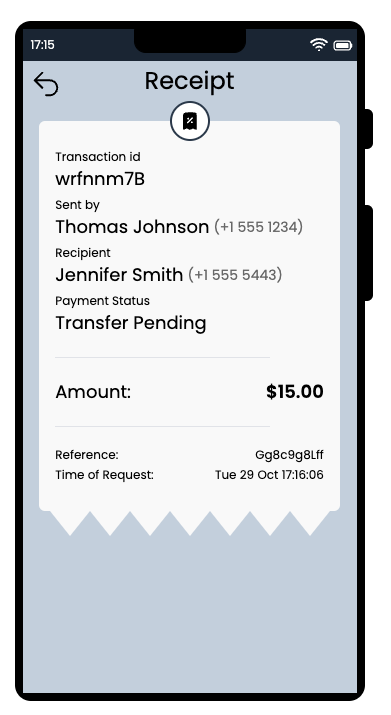 17:15
Receipt
Transaction id
wrfnnm7B
Sent by
Thomas Johnson (+1 555 1234)
Recipient
Jennifer Smith (+1 555 5443)
Payment Status
Transfer Pending
Amount: $15.00
Reference: Gg8c9g8Lff
Time of Request: Tue 29 Oct 17:16:06